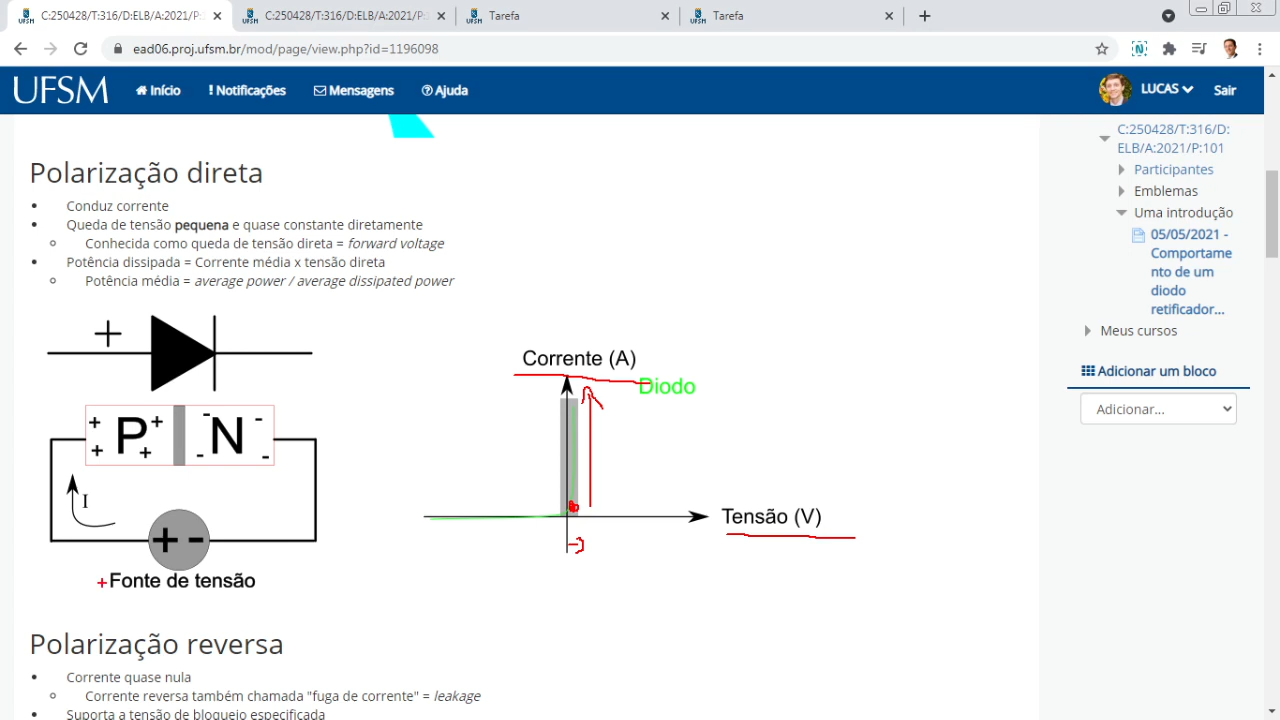 C:250428/T:316/D:ELB/A:2021/P:
C:250428/T:316/D:ELB/A:2021/P:
Tarefa
Tarefa
ead06.proj.ufsm.br/mod/page/view.php?id=1196098
UFSM
Início
Notificações
Mensagens
Ajuda
LUCAS
Sair
Polarização direta
• Conduz corrente
• Queda de tensão pequena e quase constante diretamente
○ Conhecida como queda de tensão direta = forward voltage
• Potência dissipada = Corrente média x tensão direta
○ Potência média = average power / average dissipated power
+
P
N
I
+ -
+Fonte de tensão
Corrente (A)
Diodo
Tensão (V)
Polarização reversa
• Corrente quase nula
○ Corrente reversa também chamada "fuga de corrente" = leakage
• Suporta a tensão de bloqueio especificada
C:250428/T:316/D:
ELB/A:2021/P:101
Participantes
Emblemas
Uma introdução
05/05/2021 -
Comportame
nto de um
diodo
retificador...
Meus cursos
Adicionar um bloco
Adicionar...